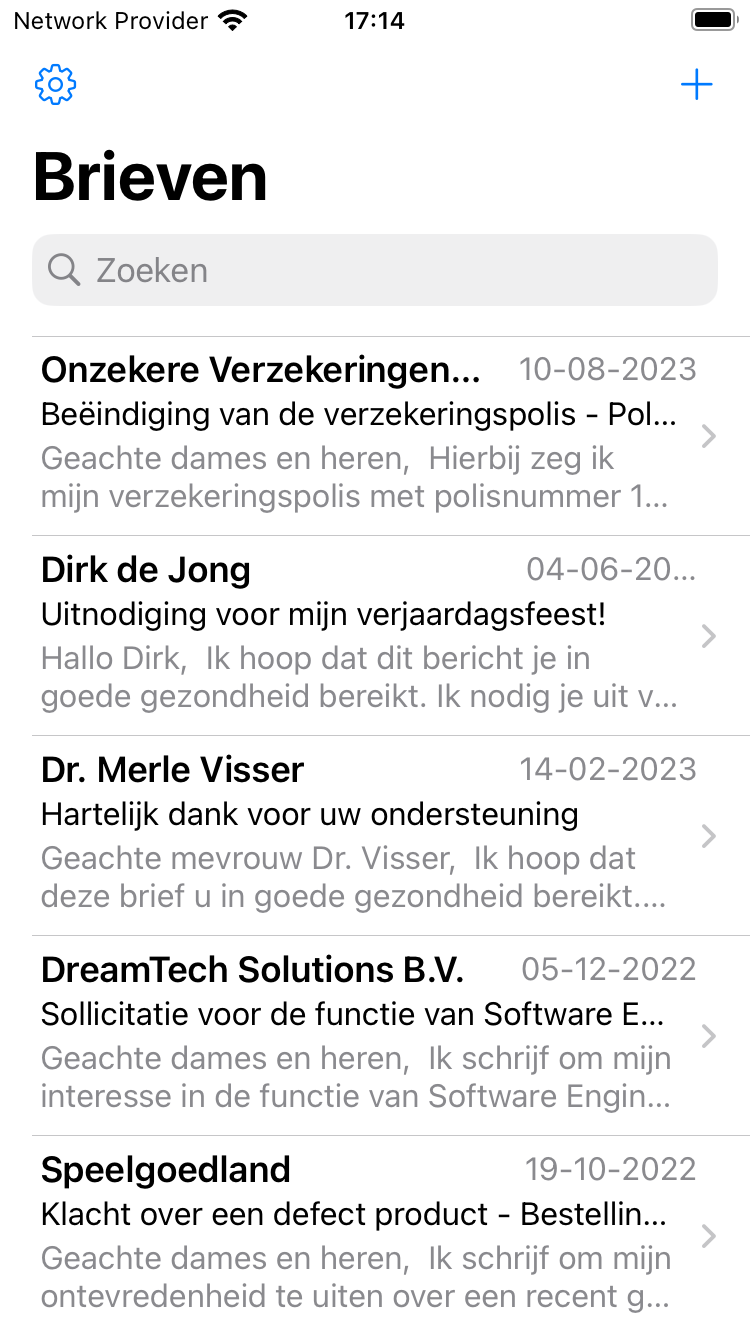 Network Provider 17:14
Brieven
Zoeken
Onzekere Verzekeringen... 10-08-2023
Beëindiging van de verzekeringspolis - Pol...
Geachte dames en heren,  Hierbij zeg ik
mijn verzekeringspolis met polisnummer 1...
Dirk de Jong 04-06-20...
Uitnodiging voor mijn verjaardagsfeest!
Hallo Dirk,  Ik hoop dat dit bericht je in
goede gezondheid bereikt. Ik nodig je uit v...
Dr. Merle Visser 14-02-2023
Hartelijk dank voor uw ondersteuning
Geachte mevrouw Dr. Visser,  Ik hoop dat
deze brief u in goede gezondheid bereikt....
DreamTech Solutions B.V. 05-12-2022
Sollicitatie voor de functie van Software E...
Geachte dames en heren,  Ik schrijf om mijn
interesse in de functie van Software Engin...
Speelgoedland 19-10-2022
Klacht over een defect product - Bestellin...
Geachte dames en heren,  Ik schrijf om mijn
ontevredenheid te uiten over een recent g...